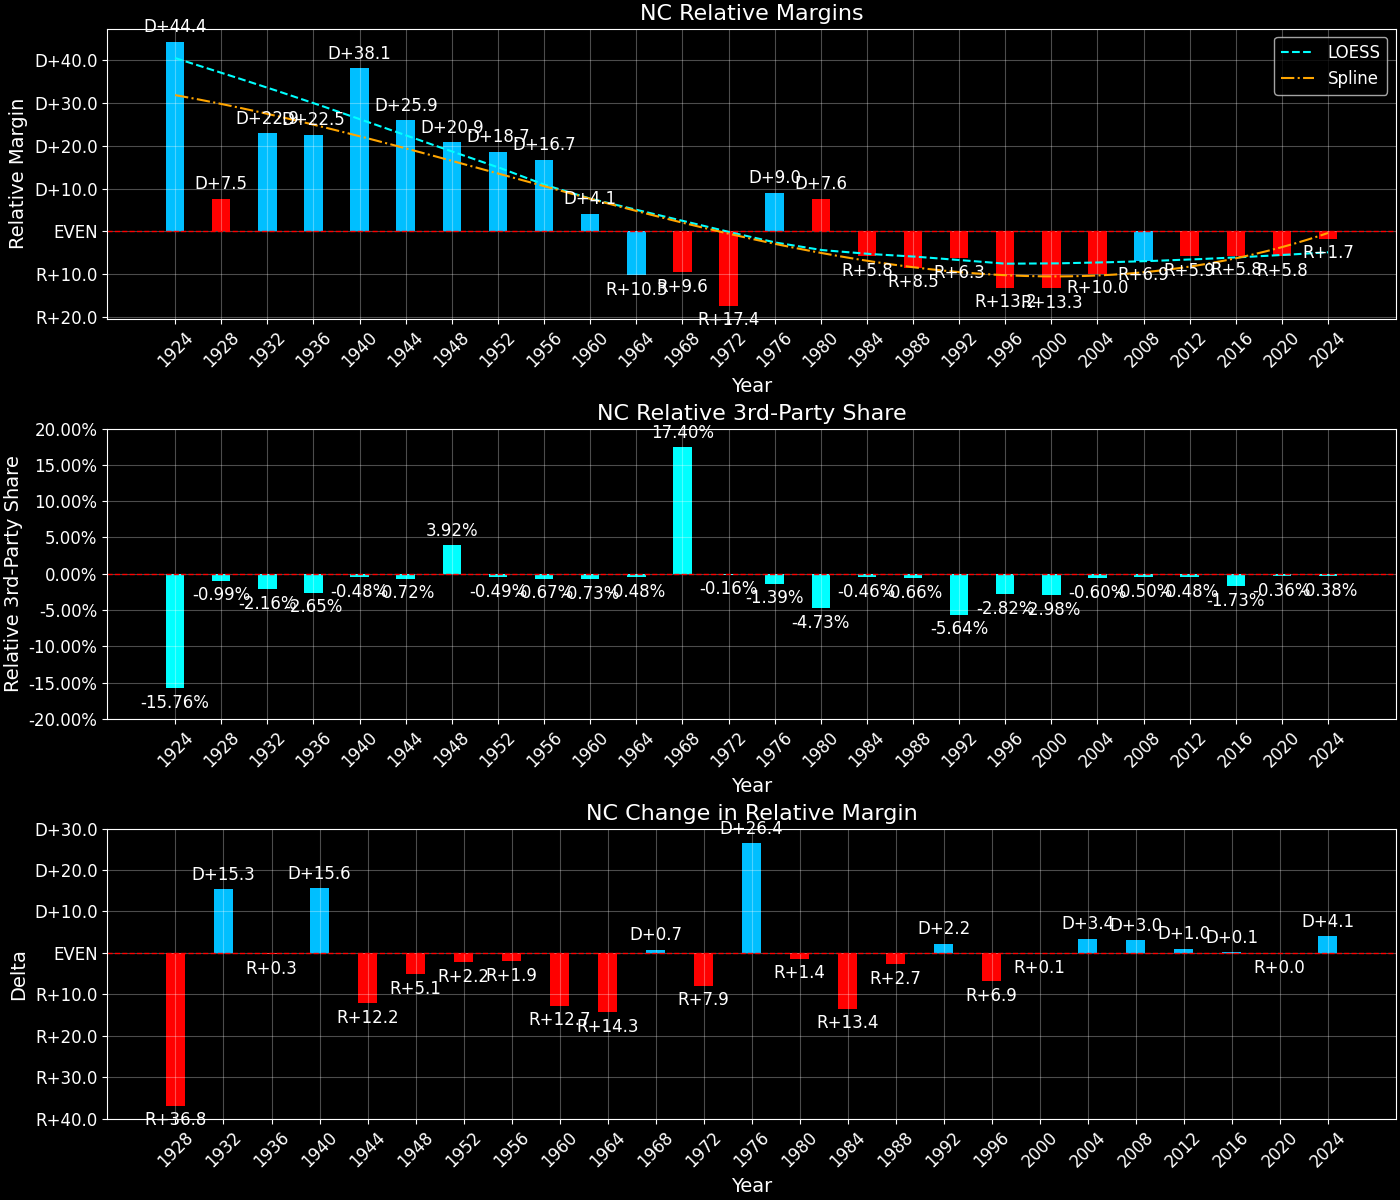 NC Relative Margins
Relative Margin
D+40.0
D+30.0
D+20.0
D+10.0
EVEN
R+10.0
R+20.0
LOESS
Spline
D+44.4
D+7.5
D+22.9
D+22.5
D+38.1
D+25.9
D+20.9
D+18.7
D+16.7
D+4.1
R+10.3
R+9.6
R+17.4
D+9.0
D+7.6
R+5.8
R+8.5
R+6.3
R+13.2
R+13.3
R+10.0
R+6.9
R+5.9
R+5.8
R+5.8
R+1.7
1924 1928 1932 1936 1940 1944 1948 1952 1956 1960 1964 1968 1972 1976 1980 1984 1988 1992 1996 2000 2004 2008 2012 2016 2020 2024
Year
NC Relative 3rd-Party Share
Relative 3rd-Party Share
20.00%
15.00%
10.00%
5.00%
0.00%
-5.00%
-10.00%
-15.00%
-20.00%
-15.76%
-0.99%
-2.16%
-2.65%
-0.48%
-0.72%
3.92%
-0.49%
-0.67%
-0.73%
-0.48%
17.40%
-0.16%
-1.39%
-4.73%
-0.46%
-0.66%
-5.64%
-2.82%
-2.98%
-0.60%
-0.50%
-0.48%
-1.73%
-0.36%
-0.38%
1924 1928 1932 1936 1940 1944 1948 1952 1956 1960 1964 1968 1972 1976 1980 1984 1988 1992 1996 2000 2004 2008 2012 2016 2020 2024
Year
NC Change in Relative Margin
Delta
D+30.0
D+20.0
D+10.0
EVEN
R+10.0
R+20.0
R+30.0
R+40.0
R+36.8
D+15.3
R+0.3
D+15.6
R+12.2
R+5.1
R+2.2
R+1.9
R+12.7
R+14.3
D+0.7
R+7.9
D+26.4
R+1.4
R+13.4
R+2.7
D+2.2
R+6.9
R+0.1
D+3.4
D+3.0
D+1.0
D+0.1
R+0.0
D+4.1
1928 1932 1936 1940 1944 1948 1952 1956 1960 1964 1968 1972 1976 1980 1984 1988 1992 1996 2000 2004 2008 2012 2016 2020 2024
Year